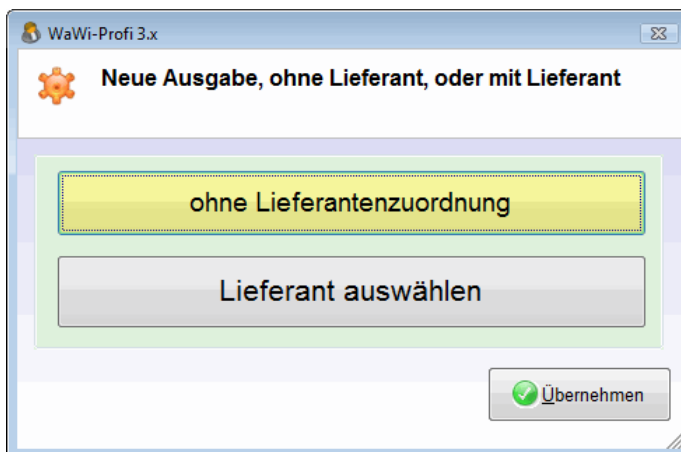 WaWi-Profi 3.x
Neue Ausgabe, ohne Lieferant, oder mit Lieferant
ohne Lieferantenzuordnung
Lieferant auswählen
Übernehmen